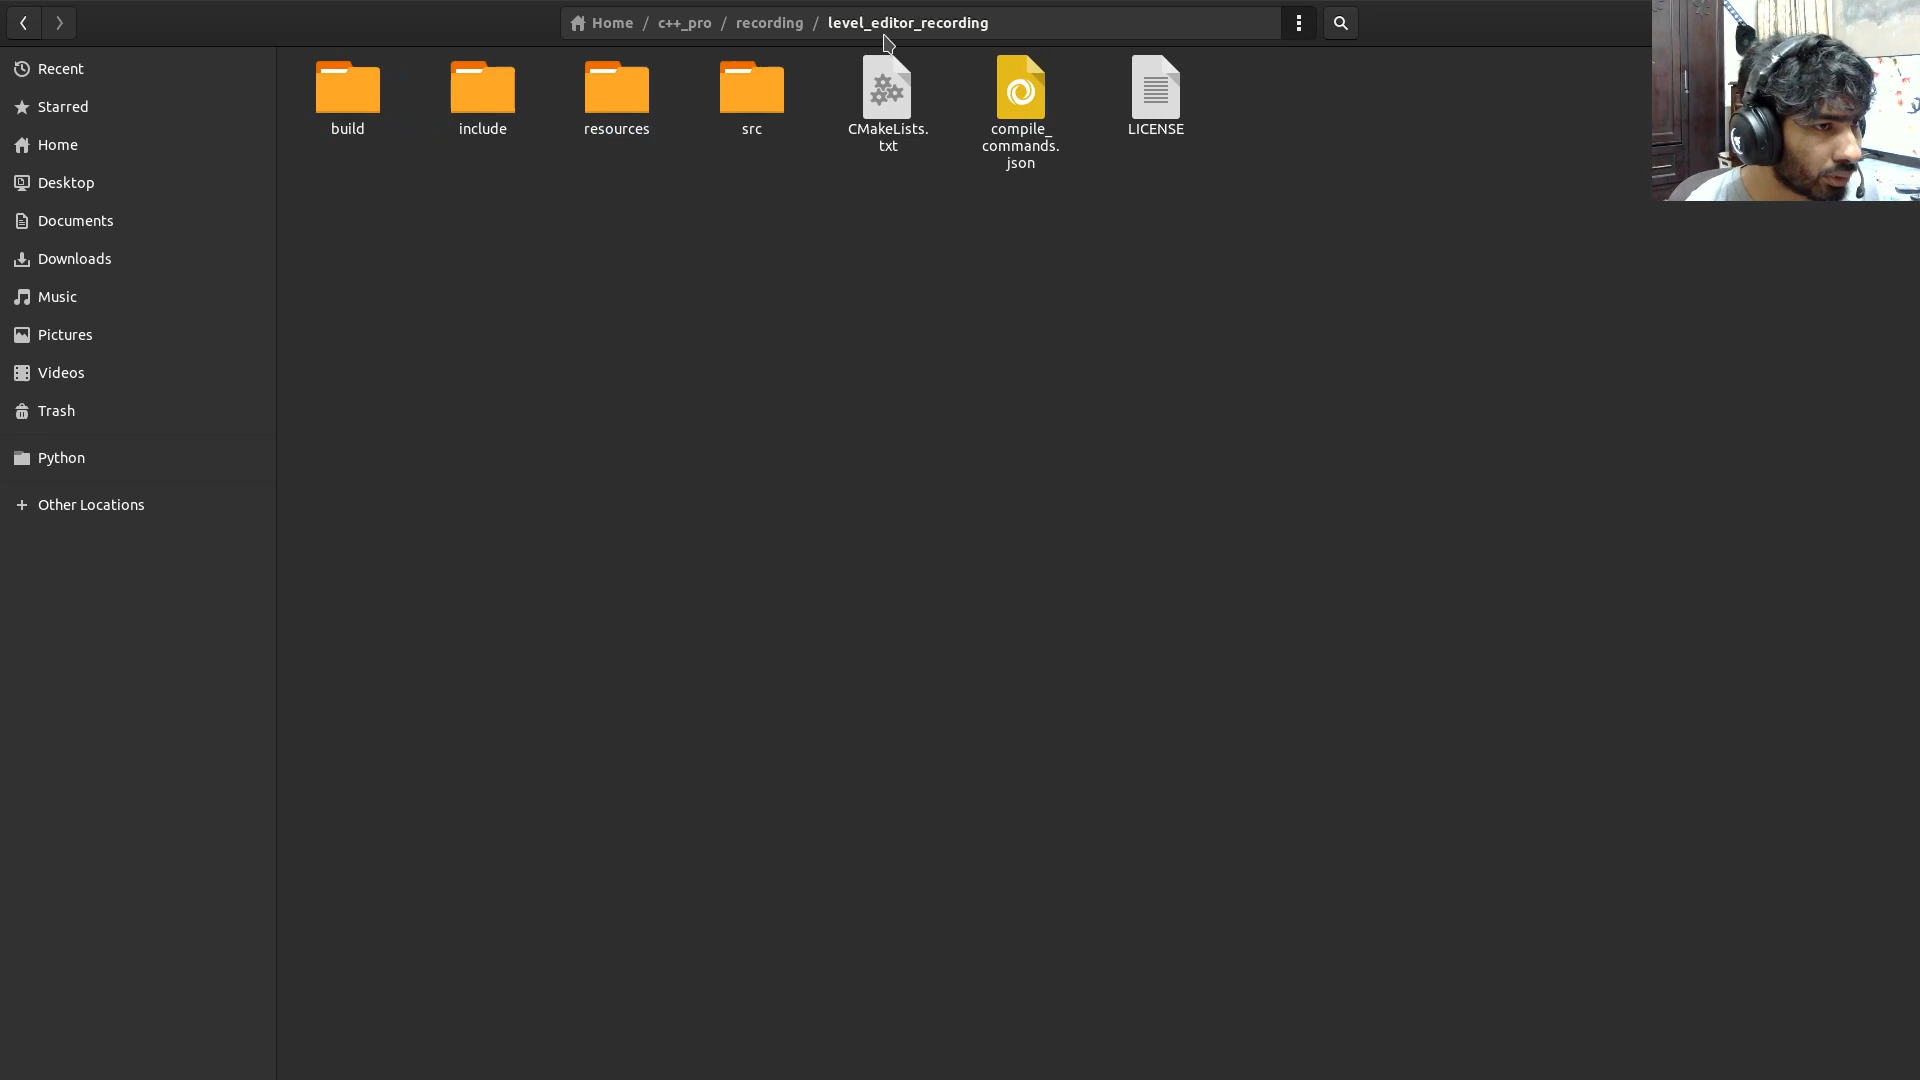 Home / c++_pro / recording / level_editor_recording
Recent
Starred
Home
Desktop
Documents
Downloads
Music
Pictures
Videos
Trash
Python
Other Locations
build
include
resources
src
CMakeLists.
txt
compile_
commands.
json
LICENSE